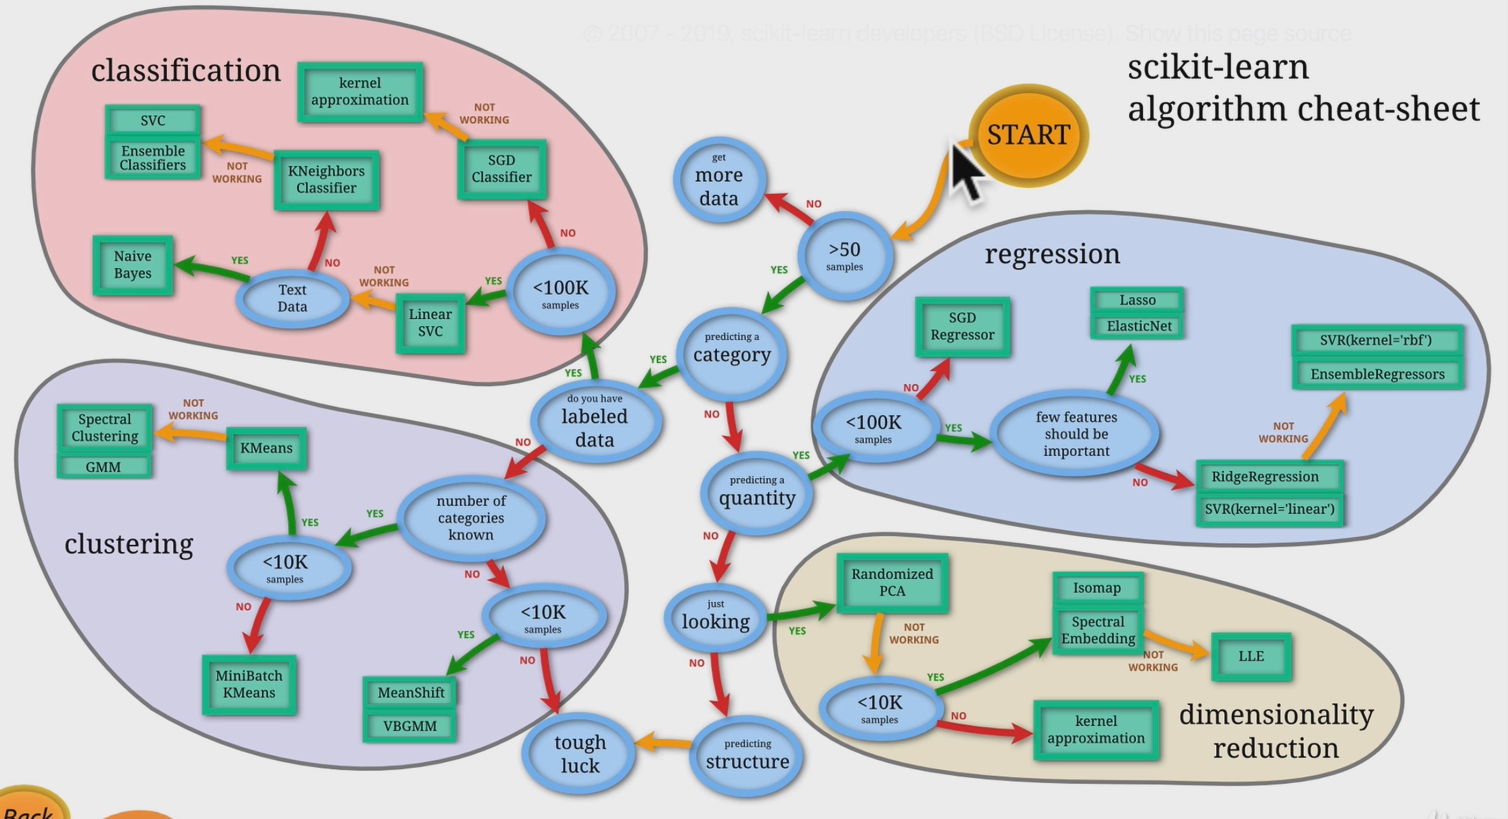 © 2007 - 2019, scikit-learn developers (BSD License). Show this page source
scikit-learn
algorithm cheat-sheet
START
classification
kernel
approximation
NOT
WORKING
SVC
Ensemble
Classifiers
NOT
WORKING
KNeighbors
Classifier
SGD
Classifier
NO
Naive
Bayes
YES
Text
Data
NO
NOT
WORKING
Linear
SVC
YES
<100K
samples
YES
get
more
data
NO
>50
samples
YES
predicting a
category
YES
NO
do you have
labeled
data
NO
predicting a
quantity
YES
NO
just
looking
YES
NO
predicting
structure
tough
luck
regression
SGD
Regressor
NO
<100K
samples
YES
few features
should be
important
YES
Lasso
ElasticNet
NO
RidgeRegression
SVR(kernel='linear')
NOT
WORKING
SVR(kernel='rbf')
EnsembleRegressors
clustering
Spectral
Clustering
GMM
NOT
WORKING
KMeans
YES
<10K
samples
YES
number of
categories
known
NO
NO
MiniBatch
KMeans
<10K
samples
YES
NO
MeanShift
VBGMM
Randomized
PCA
NOT
WORKING
<10K
samples
YES
Isomap
Spectral
Embedding
NOT
WORKING
LLE
NO
kernel
approximation
dimensionality
reduction
Back